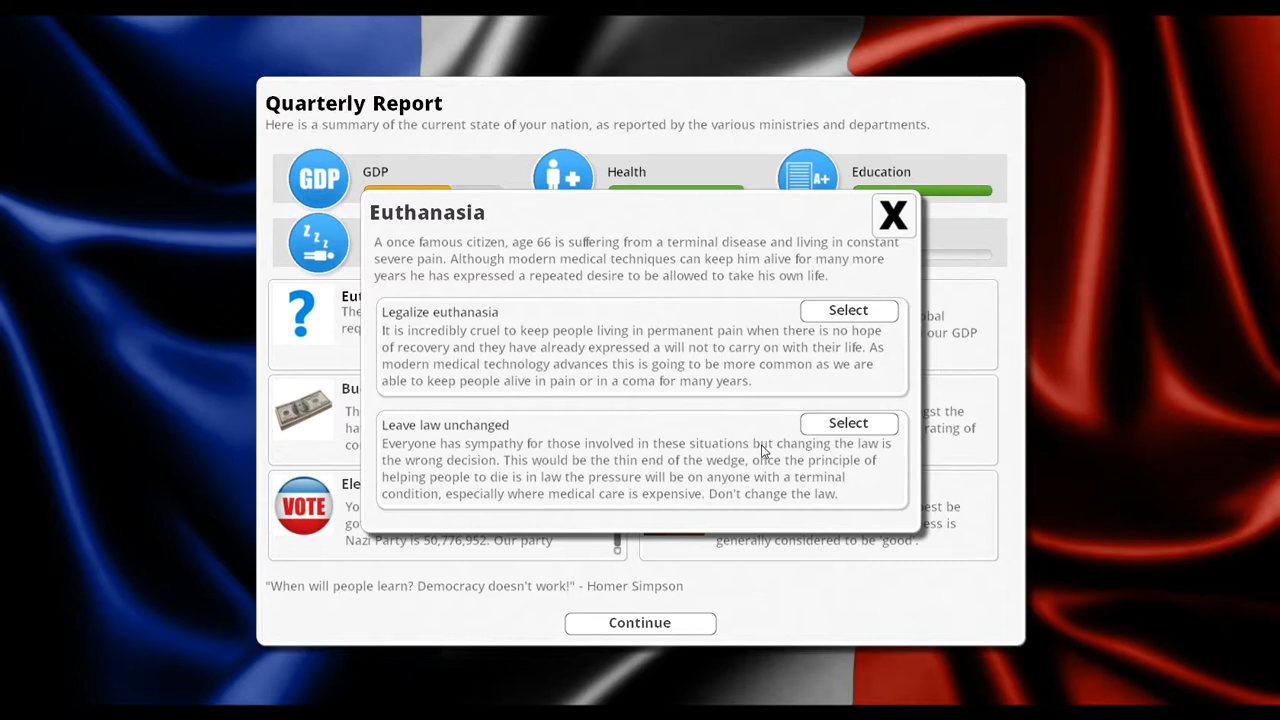 Quarterly Report
Here is a summary of the current state of your nation, as reported by the various ministries and departments.
GDP
GDP
Health
A+
Education
Z Z Z
Euthanasia
X
A once famous citizen, age 66 is suffering from a terminal disease and living in constant
severe pain. Although modern medical techniques can keep him alive for many more
years he has expressed a repeated desire to be allowed to take his own life.
Legalize euthanasia
Select
It is incredibly cruel to keep people living in permanent pain when there is no hope
of recovery and they have already expressed a will not to carry on with their life. As
modern medical technology advances this is going to be more common as we are
able to keep people alive in pain or in a coma for many years.
Leave law unchanged
Select
Everyone has sympathy for those involved in these situations but changing the law is
the wrong decision. This would be the thin end of the wedge, once the principle of
helping people to die is in law the pressure will be on anyone with a terminal
condition, especially where medical care is expensive. Don't change the law.
?
Eut
The
req
obal
our GDP
Bu
Th
ha
co
st the
rating of
VOTE
Ele
Yo
go
Nazi Party is 50,776,952. Our party
est be
ess is
generally considered to be 'good'.
"When will people learn? Democracy doesn't work!" - Homer Simpson
Continue